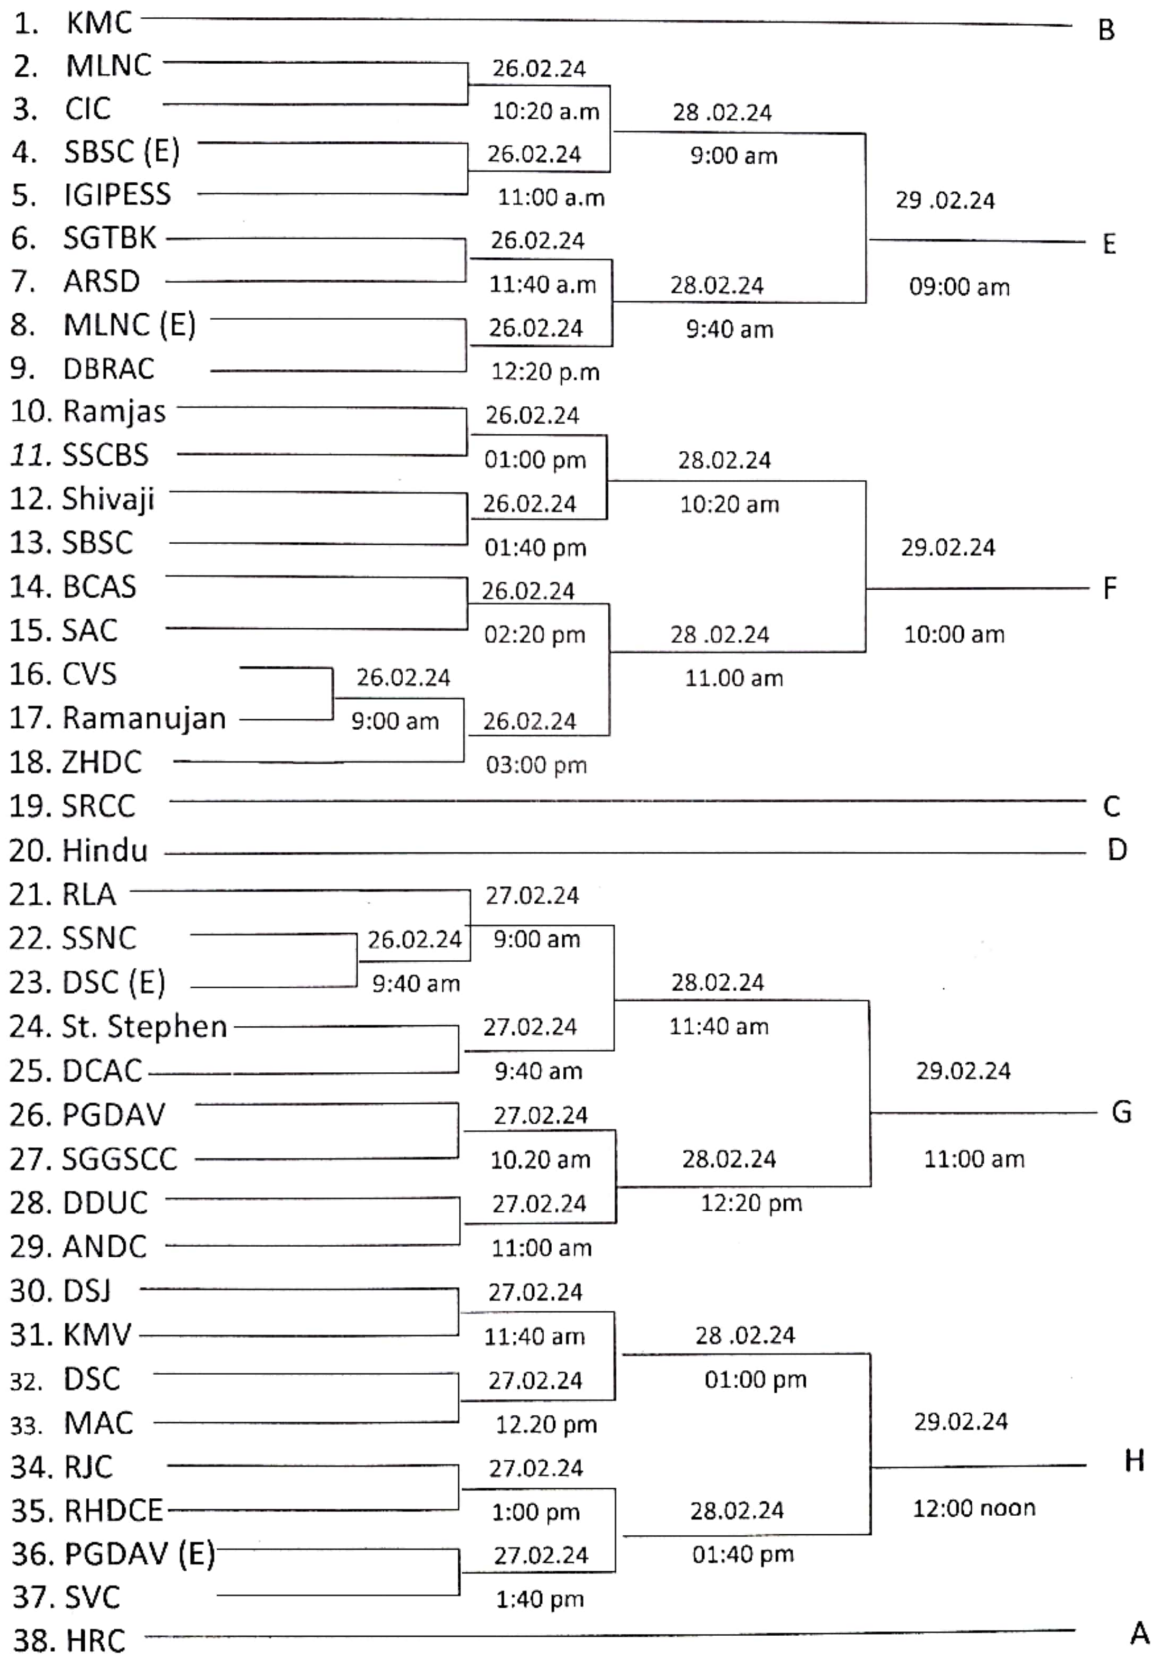 1. KMC B
2. MLNC 26.02.24
3. CIC 10:20 a.m 28 .02.24
4. SBSC (E) 26.02.24 9:00 am
5. IGIPESS 11:00 a.m 29 .02.24
6. SGTBK 26.02.24 E
7. ARSD 11:40 a.m 28.02.24 09:00 am
8. MLNC (E) 26.02.24 9:40 am
9. DBRAC 12:20 p.m
10. Ramjas 26.02.24
11. SSCBS 01:00 pm 28.02.24
12. Shivaji 26.02.24 10:20 am
13. SBSC 01:40 pm 29.02.24
14. BCAS 26.02.24 F
15. SAC 02:20 pm 28 .02.24 10:00 am
16. CVS 26.02.24 11.00 am
17. Ramanujan 9:00 am 26.02.24
18. ZHDC 03:00 pm
19. SRCC C
20. Hindu D
21. RLA 27.02.24
22. SSNC 26.02.24 9:00 am
23. DSC (E) 9:40 am 28.02.24
24. St. Stephen 27.02.24 11:40 am
25. DCAC 9:40 am 29.02.24
26. PGDAV 27.02.24 G
27. SGGSCC 10.20 am 28.02.24 11:00 am
28. DDUC 27.02.24 12:20 pm
29. ANDC 11:00 am
30. DSJ 27.02.24
31. KMV 11:40 am 28 .02.24
32. DSC 27.02.24 01:00 pm
33. MAC 12.20 pm 29.02.24
34. RJC 27.02.24 H
35. RHDCE 1:00 pm 28.02.24 12:00 noon
36. PGDAV (E) 27.02.24 01:40 pm
37. SVC 1:40 pm
38. HRC A